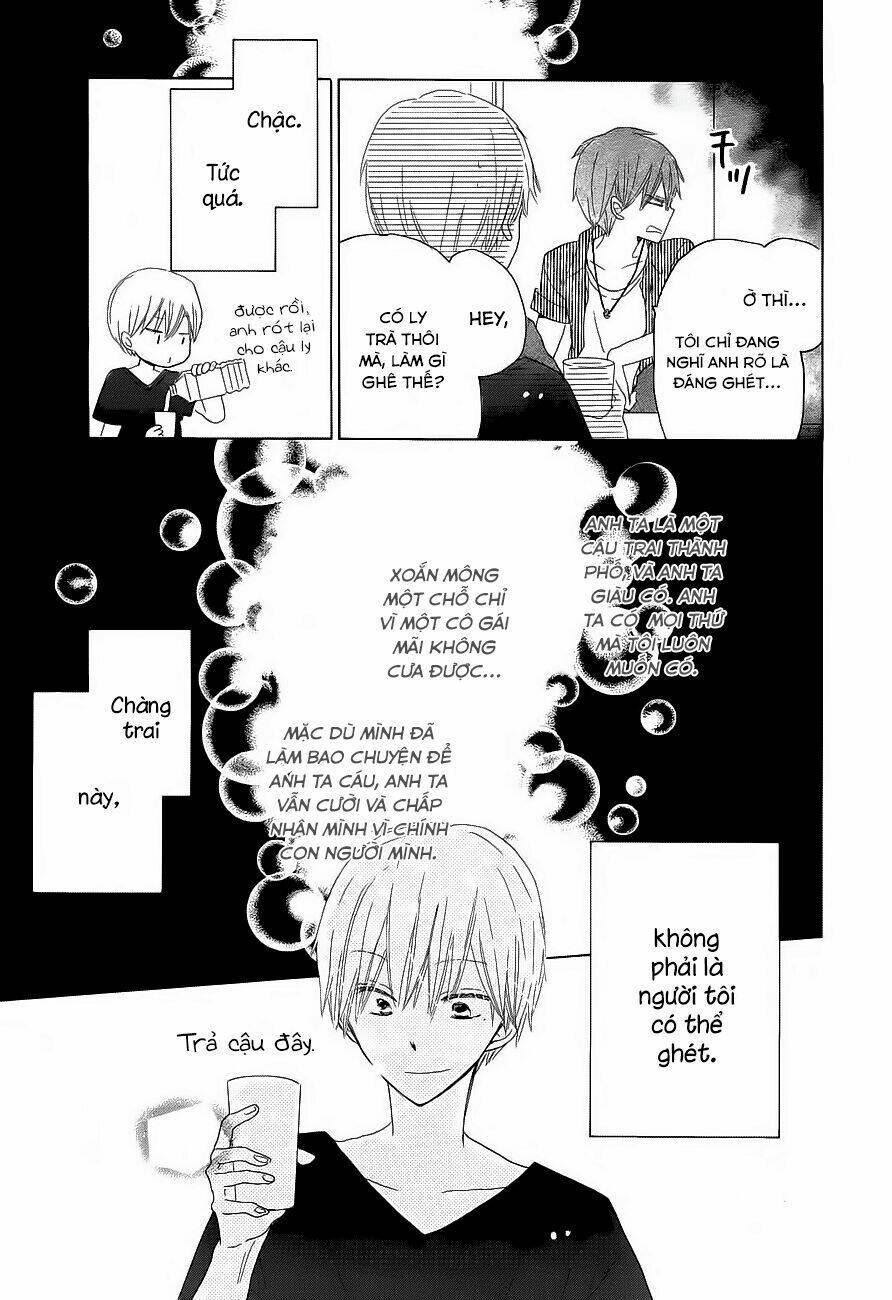 Ở THÌ...
TÔI CHỈ ĐANG
NGHĨ ANH RÕ LÀ
ĐÁNG GHÉT...
HEY,
CÓ LY
TRÀ THÔI
MÀ, LÀM GÌ
GHÊ THẾ?
Chậc.
Tức
quá.
được rồi,
anh rót lại
cho cậu ly
khác.
ANH TA LÀ MỘT
CẬU TRAI THÀNH
PHỐ, VÀ ANH TA
GIÀU CÓ. ANH
TA CÓ MỌI THỨ
MÀ TÔI LUÔN
MUỐN CÓ.
XOẮN MÔNG
MỘT CHỖ CHỈ
VÌ MỘT CÔ GÁI
MÃI KHÔNG
CƯA ĐƯỢC...
MẶC DÙ MÌNH ĐÃ
LÀM BAO CHUYỆN ĐỂ
ANH TA CÁU, ANH TA
VẪN CƯỜI VÀ CHẤP
NHẬN MÌNH VÌ CHÍNH
CON NGƯỜI MÌNH.
Chàng
trai
này,
không
phải là
người tôi
có thể
ghét.
Trả cậu đây.